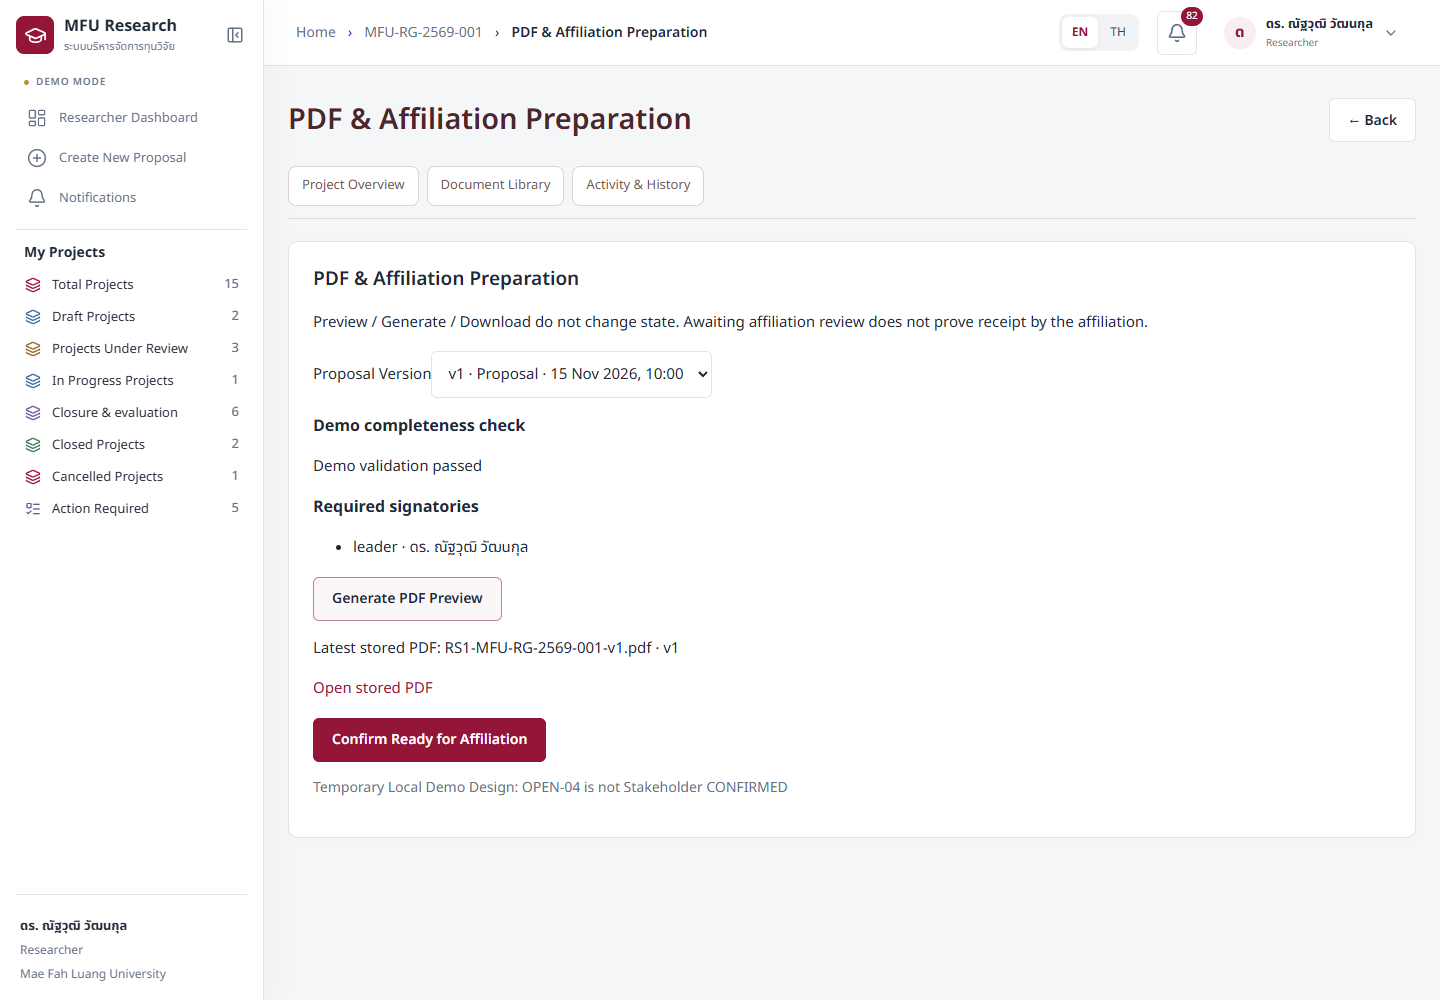 MFU Research
ระบบบริหารจัดการทุนวิจัย
DEMO MODE
Researcher Dashboard
Create New Proposal
Notifications
My Projects
Total Projects 15
Draft Projects 2
Projects Under Review 3
In Progress Projects 1
Closure & evaluation 6
Closed Projects 2
Cancelled Projects 1
Action Required 5
ดร. ณัฐวุฒิ วัฒนกุล
Researcher
Mae Fah Luang University
Home › MFU-RG-2569-001 › PDF & Affiliation Preparation
EN TH
82
ด
ดร. ณัฐวุฒิ วัฒนกุล
Researcher
PDF & Affiliation Preparation
← Back
Project Overview
Document Library
Activity & History
PDF & Affiliation Preparation
Preview / Generate / Download do not change state. Awaiting affiliation review does not prove receipt by the affiliation.
Proposal Version v1 · Proposal · 15 Nov 2026, 10:00
Demo completeness check
Demo validation passed
Required signatories
• leader · ดร. ณัฐวุฒิ วัฒนกุล
Generate PDF Preview
Latest stored PDF: RS1-MFU-RG-2569-001-v1.pdf · v1
Open stored PDF
Confirm Ready for Affiliation
Temporary Local Demo Design: OPEN-04 is not Stakeholder CONFIRMED